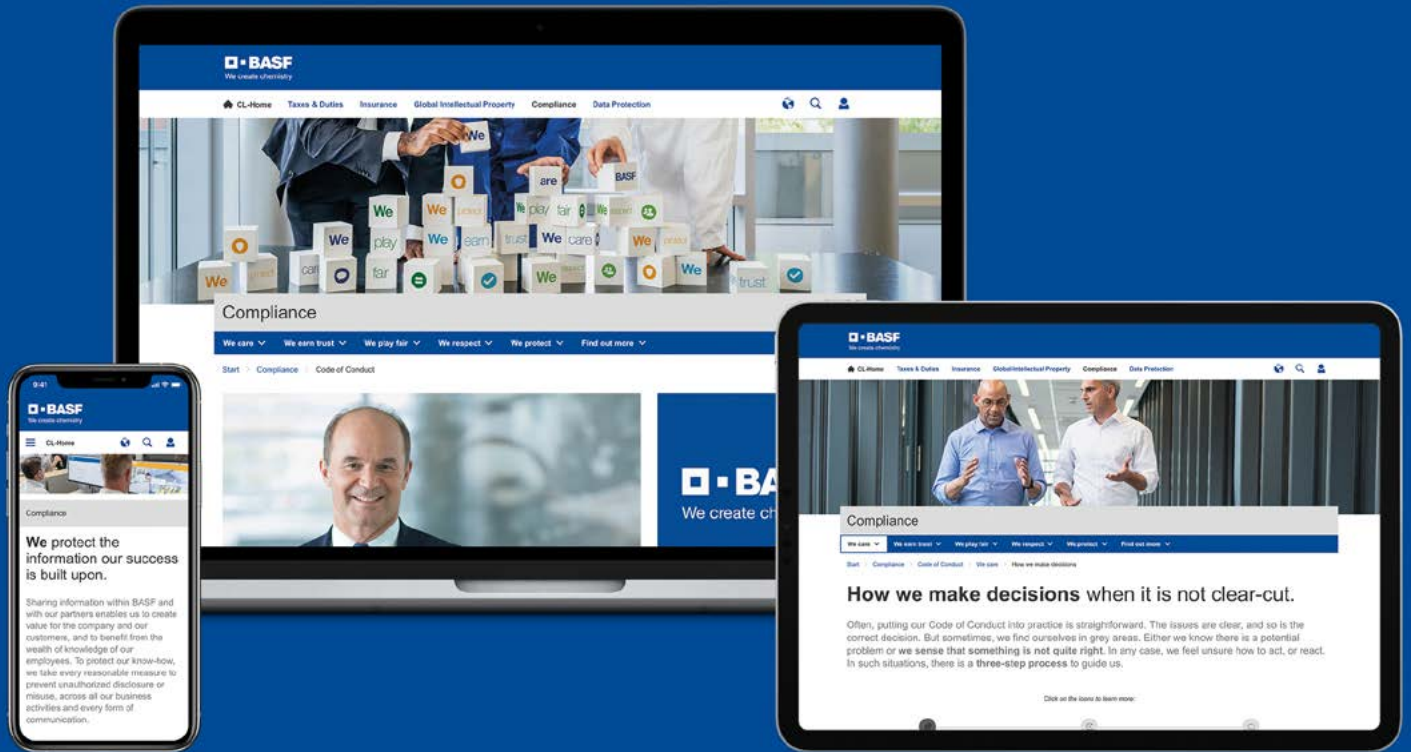 BASF
We create chemistry
CL-Home Taxes & Duties Insurance Global Intellectual Property Compliance Data Protection
We
are BASF
We We protect We play fair We respect
We play We earn trust We care We protect
We protect care far We respect We trust
Compliance
We care We earn trust We play fair We respect We protect Find out more
Start Compliance Code of Conduct
BA
We create ch
9:41
BASF
We create chemistry
CL-Home
Compliance
We protect the
information our success
is built upon.
Sharing information within BASF and
with our partners enables us to create
value for the company and our
customers, and to benefit from the
wealth of knowledge of our
employees. To protect our know-how,
we take every reasonable measure to
prevent unauthorized disclosure or
misuse, across all our business
activities and every form of
communication.
BASF
We create chemistry
CL-Home Taxes & Duties Insurance Global Intellectual Property Compliance Data Protection
Compliance
We care We earn trust We play fair We respect We protect Find out more
Start Compliance Code of Conduct We care How we make decisions
How we make decisions when it is not clear-cut.
Often, putting our Code of Conduct into practice is straightforward. The issues are clear, and so is the
correct decision. But sometimes, we find ourselves in grey areas. Either we know there is a potential
problem or we sense that something is not quite right. In any case, we feel unsure how to act, or react.
In such situations, there is a three-step process to guide us.
Click on the icons to learn more: